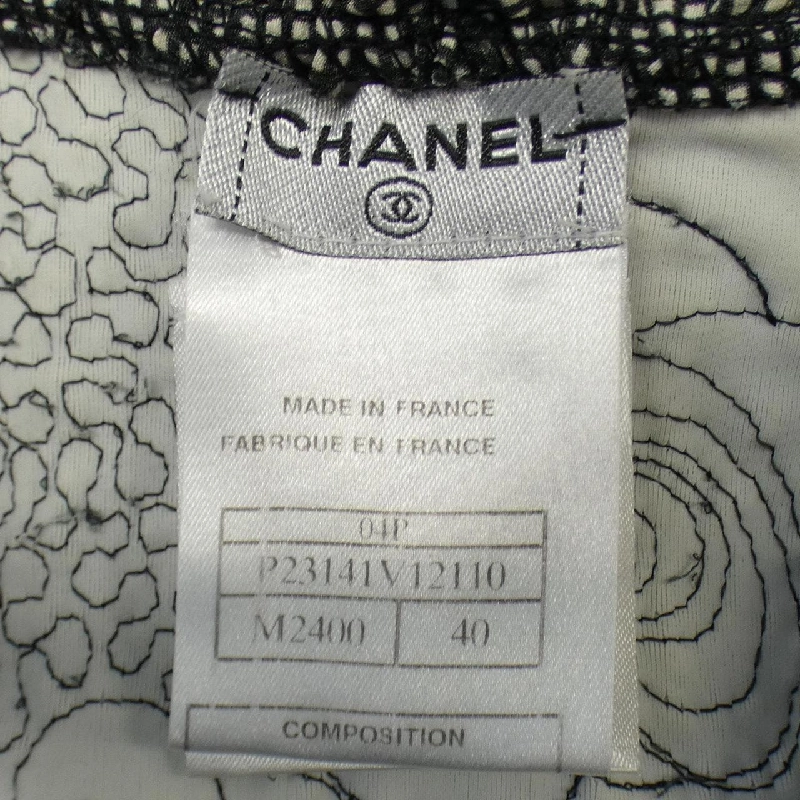 CHANEL
MADE IN FRANCE
FABRIQUE EN FRANCE
04P
P23141V12110
M2400 40
COMPOSITION